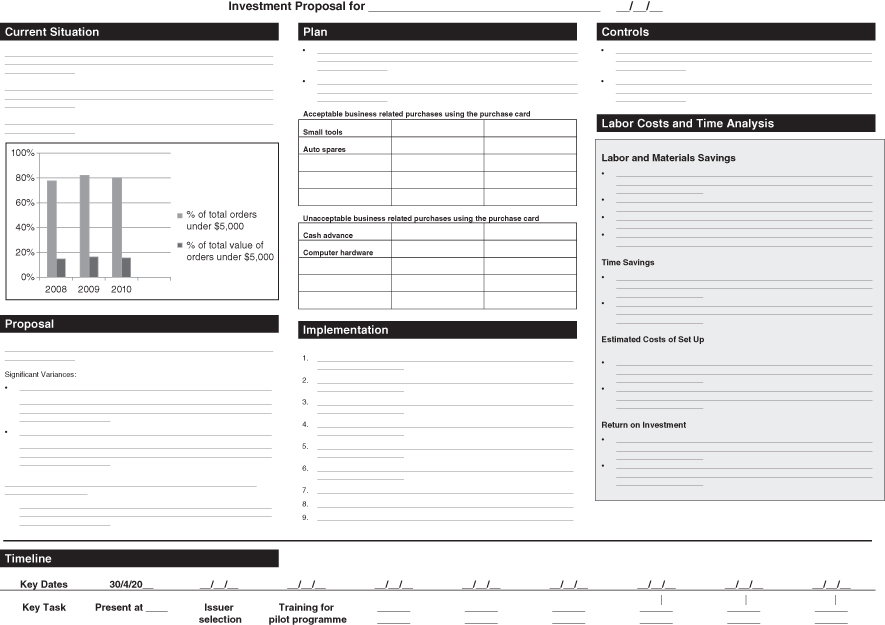 Investment Proposal for ______________________ __/__/__
Current Situation
100%
80%
60%
40%
20%
0%
2008 2009 2010
% of total orders
under $5,000
% of total value of
orders under $5,000
Proposal
Significant Variances:
•
•
Plan
•
•
Acceptable business related purchases using the purchase card
Small tools
Auto spares
Unacceptable business related purchases using the purchase card
Cash advance
Computer hardware
Implementation
1.
2.
3.
4.
5.
6.
7.
8.
9.
Controls
•
•
Labor Costs and Time Analysis
Labor and Materials Savings
•
•
•
•
Time Savings
•
•
Estimated Costs of Set Up
•
•
Return on Investment
•
•
Timeline
Key Dates 30/4/20__ __/__/__ __/__/__ __/__/__ __/__/__ __/__/__ __/__/__ __/__/__ __/__/__
Key Task Present at ____ Issuer Training for
selection pilot programme